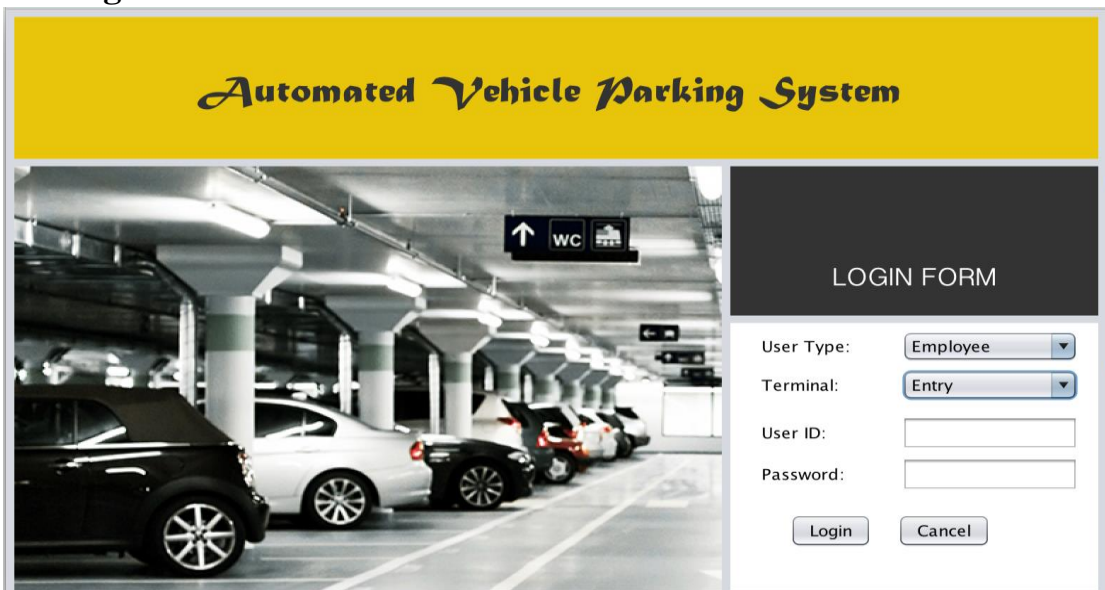 Automated Vehicle Parking System
WC
LOGIN FORM
User Type: Employee
Terminal: Entry
User ID:
Password:
Login Cancel